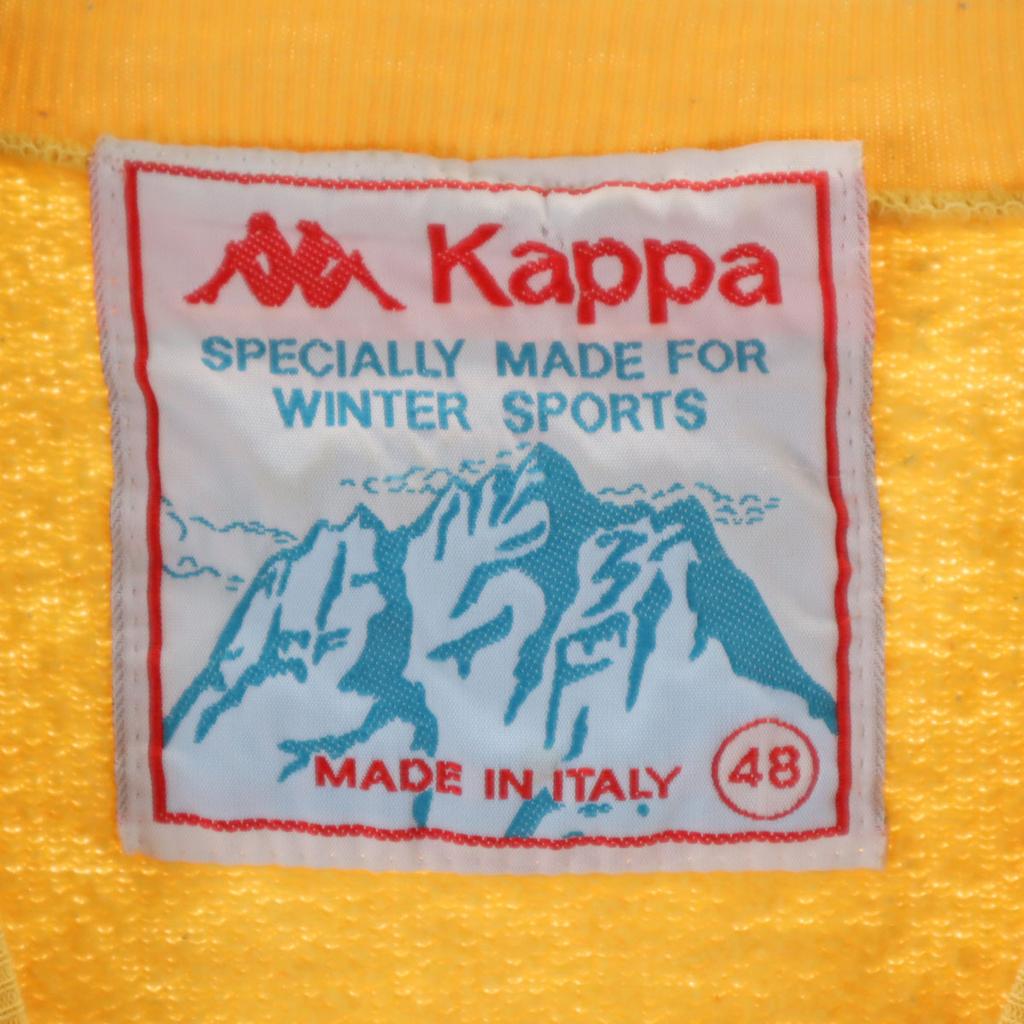 Kappa
SPECIALLY MADE FOR
WINTER SPORTS
MADE IN ITALY
48